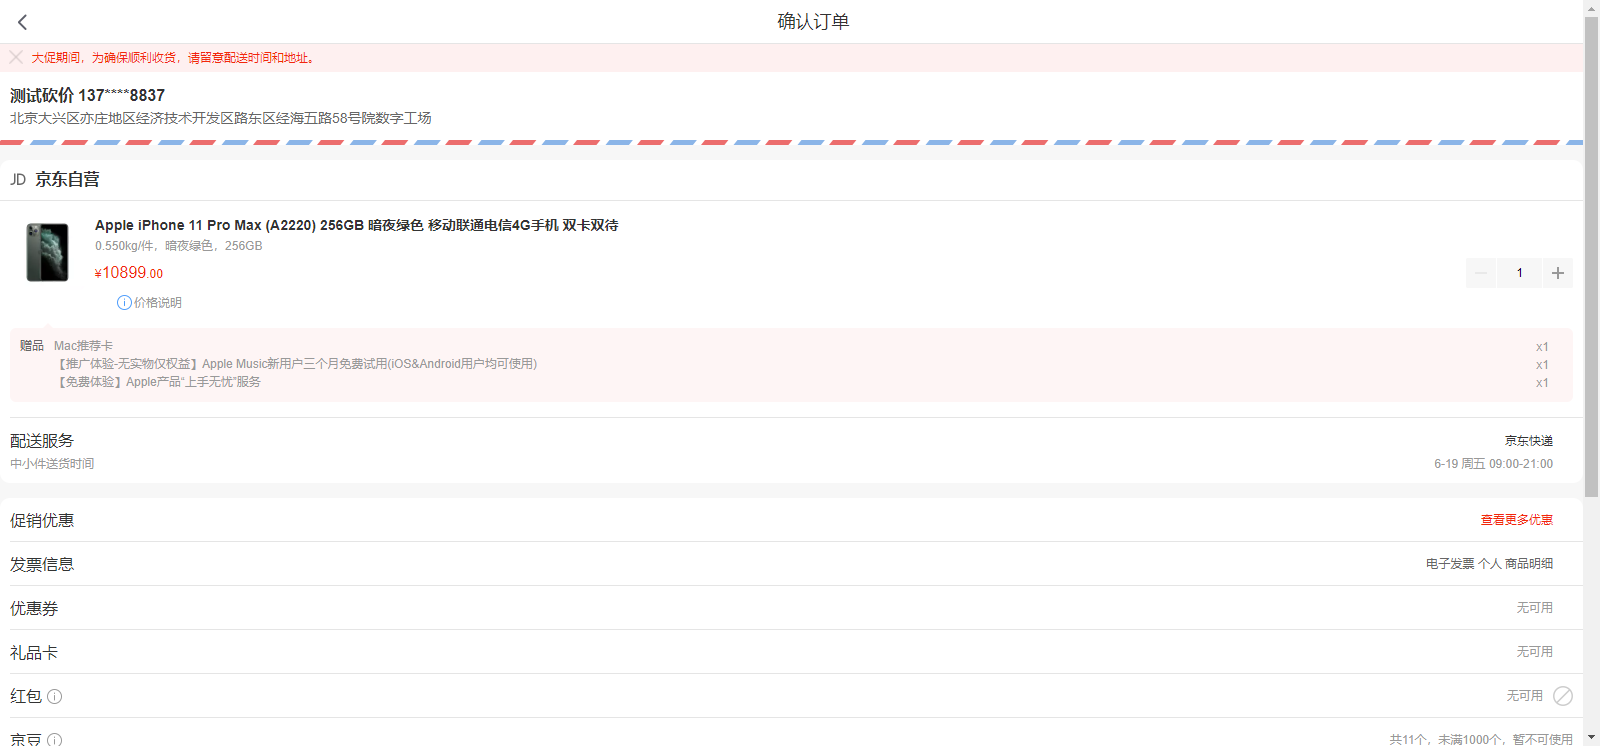 确认订单
大促期间，为确保顺利收货，请留意配送时间和地址。
测试砍价 137****8837
北京大兴区亦庄地区经济技术开发区路东区经海五路58号院数字工场
JD 京东自营
Apple iPhone 11 Pro Max (A2220) 256GB 暗夜绿色 移动联通电信4G手机 双卡双待
0.550kg/件，暗夜绿色，256GB
¥10899.00
1
价格说明
赠品 Mac推荐卡 x1
【推广体验-无实物仅权益】Apple Music新用户三个月免费试用(iOS&Android用户均可使用) x1
【免费体验】Apple产品“上手无忧”服务 x1
配送服务 京东快递
中小件送货时间 6-19 周五 09:00-21:00
促销优惠 查看更多优惠
发票信息 电子发票 个人 商品明细
优惠券 无可用
礼品卡 无可用
红包 无可用
京豆 共11个，未满1000个，暂不可使用